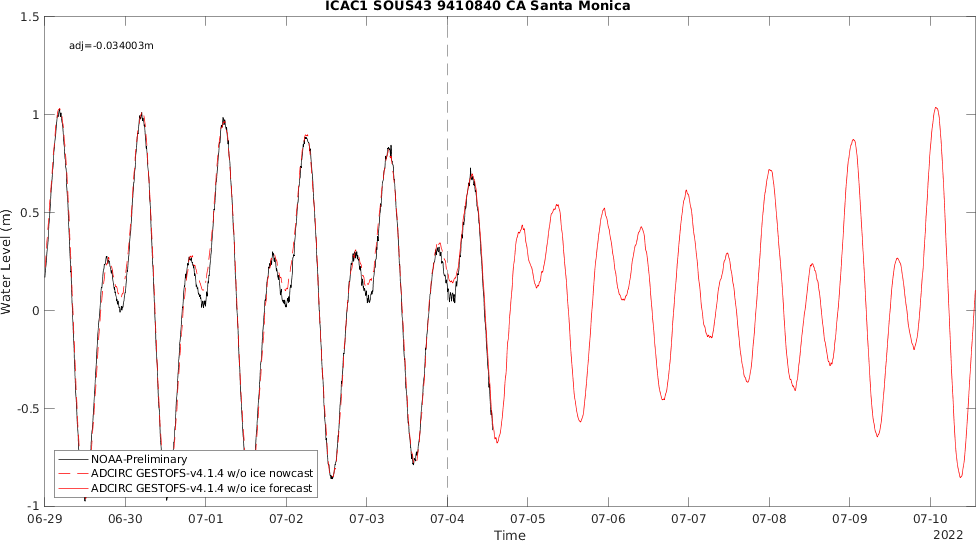 ICAC1 SOUS43 9410840 CA Santa Monica
1.5
adj=-0.034003m
1
0.5
0
-0.5
-1
Water Level (m)
NOAA-Preliminary
ADCIRC GESTOFS-v4.1.4 w/o ice nowcast
ADCIRC GESTOFS-v4.1.4 w/o ice forecast
06-29 06-30 07-01 07-02 07-03 07-04 07-05 07-06 07-07 07-08 07-09 07-10
Time
2022